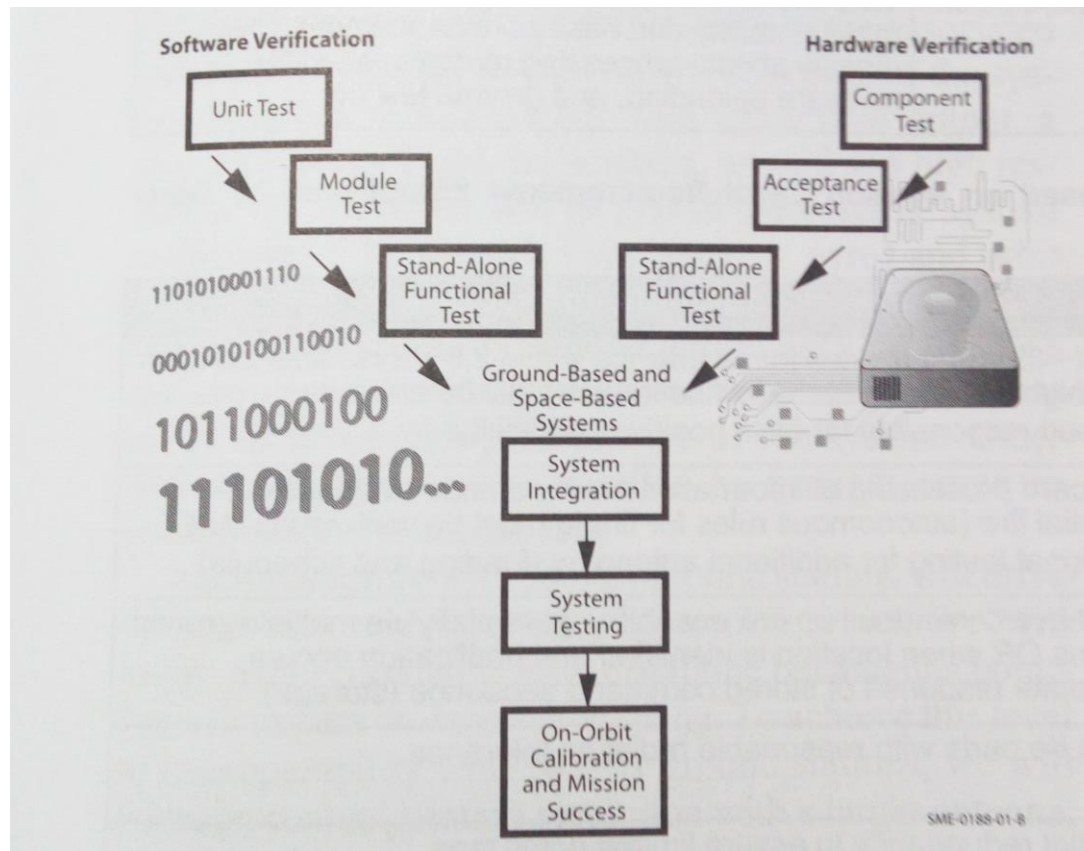 Software Verification
Hardware Verification
Unit Test
Component
Test
Module
Test
Acceptance
Test
Stand-Alone
Functional
Test
Stand-Alone
Functional
Test
1101010001110
0001010100110010
1011000100
11101010...
Ground-Based and
Space-Based
Systems
System
Integration
System
Testing
On-Orbit
Calibration
and Mission
Success
SME-0188-01-B